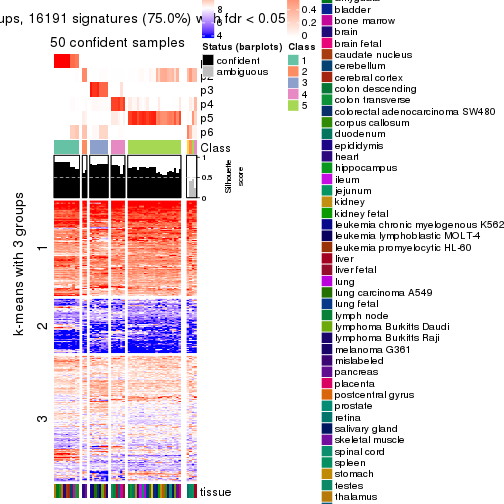 ups, 16191 signatures (75.0%) with fdr < 0.05
50 confident samples
p3
p4
p5
p6
Class
1
0.5
0
Silhouette
score
k-means with 3 groups
1
2
3
tissue
8
6
4
0.4
0.2
0
Status (barplots)
confident
ambiguous
Class
1
2
3
4
5
bladder
bone marrow
brain
brain fetal
caudate nucleus
cerebellum
cerebral cortex
colon descending
colon transverse
colorectal adenocarcinoma SW480
corpus callosum
duodenum
epididymis
heart
hippocampus
ileum
jejunum
kidney
kidney fetal
leukemia chronic myelogenous K562
leukemia lymphoblastic MOLT-4
leukemia promyelocytic HL-60
liver
liver fetal
lung
lung carcinoma A549
lung fetal
lymph node
lymphoma Burkitts Daudi
lymphoma Burkitts Raji
melanoma G361
mislabeled
pancreas
placenta
postcentral gyrus
prostate
retina
salivary gland
skeletal muscle
spinal cord
spleen
stomach
testes
thalamus